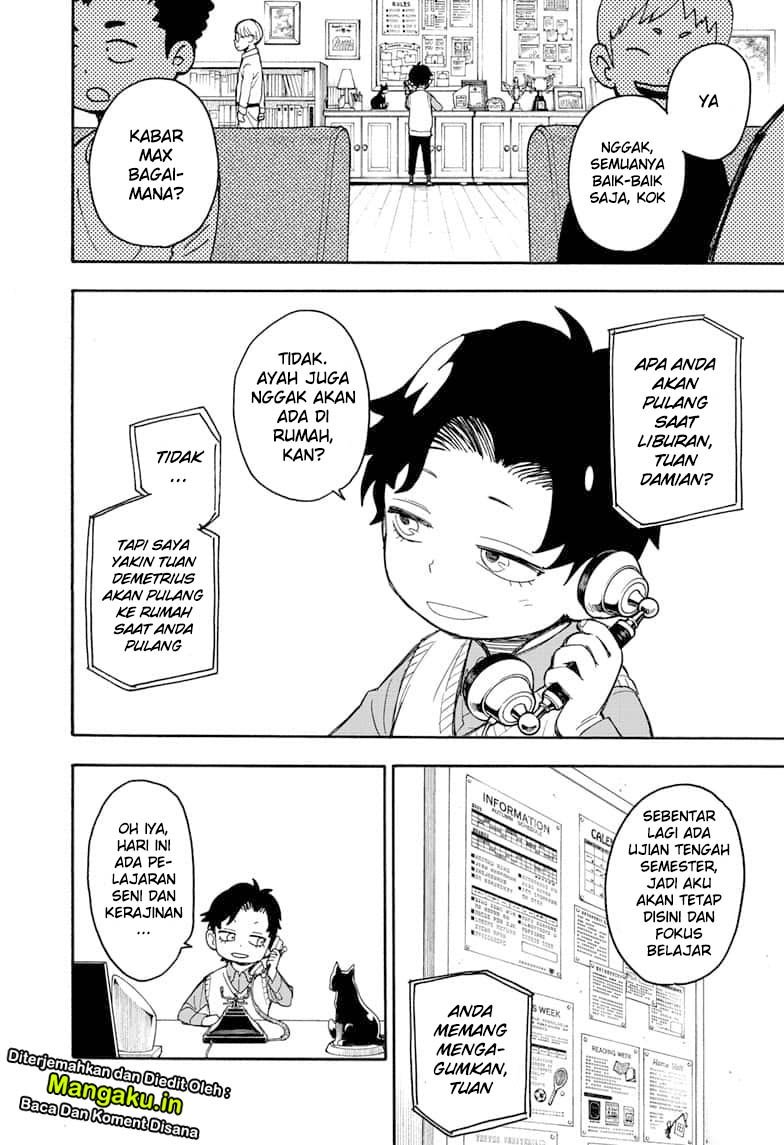 RULES
YA
NGGAK,
SEMUANYA
BAIK-BAIK
SAJA, KOK
KABAR
MAX
BAGAI-
MANA?
APA ANDA
AKAN
PULANG
SAAT
LIBURAN,
TUAN
DAMIAN?
TIDAK.
AYAH JUGA
NGGAK AKAN
ADA DI
RUMAH,
KAN?
TIDAK
...
TAPI SAYA
YAKIN TUAN
DEMETRIUS
AKAN PULANG
KE RUMAH
SAAT ANDA
PULANG
SEBENTAR
LAGI ADA
UJIAN TENGAH
SEMESTER,
JADI AKU
AKAN TETAP
DISINI DAN
FOKUS
BELAJAR
INFORMATION
AUTUMN SCHEDULE
WEEK
READING WEEK
ANDA
MEMANG
MENGA-
GUMKAN,
TUAN
OH IYA,
HARI INI
ADA PE-
LAJARAN
SENI DAN
KERAJINAN
...
Diterjemahkan dan Diedit Oleh :
Mangaku.in
Baca Dan Koment Disana